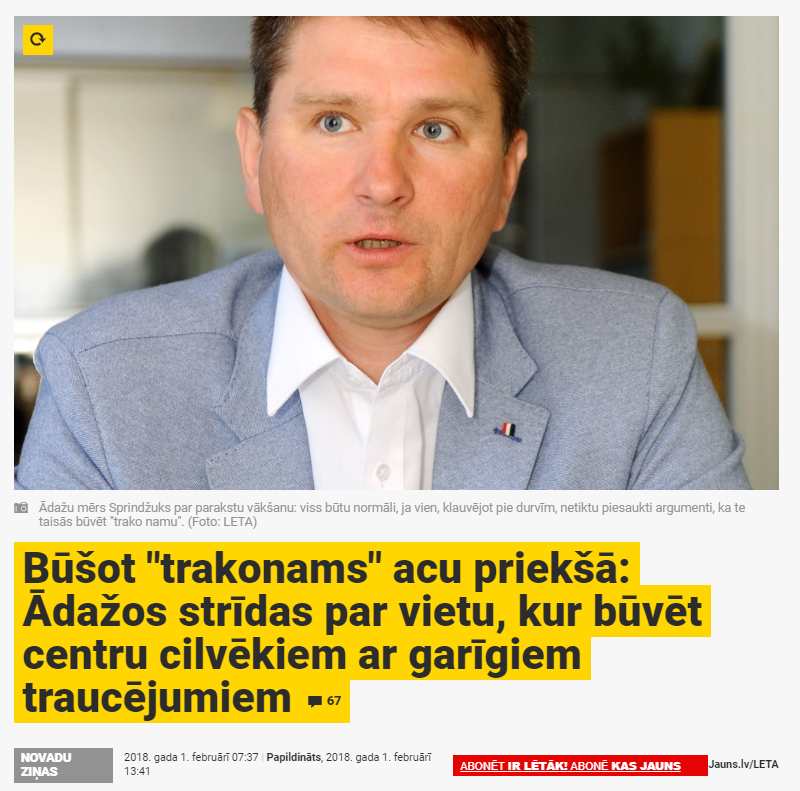 Ādažu mērs Sprindžuks par parakstu vākšanu: viss būtu normāli, ja vien, klauvējot pie durvīm, netiktu piesaukti argumenti, ka te
taisās būvēt "trako namu". (Foto: LETA)
Būšot "trakonams" acu priekšā:
Ādažos strīdas par vietu, kur būvēt
centru cilvēkiem ar garīgiem
traucējumiem 67
NOVADU
ZIŅAS
2018. gada 1. februārī 07:37 | Papildināts, 2018. gada 1. februārī
13:41
ABONĒT IR LĒTĀK! ABONĒ KAS JAUNS
Jauns.lv/LETA